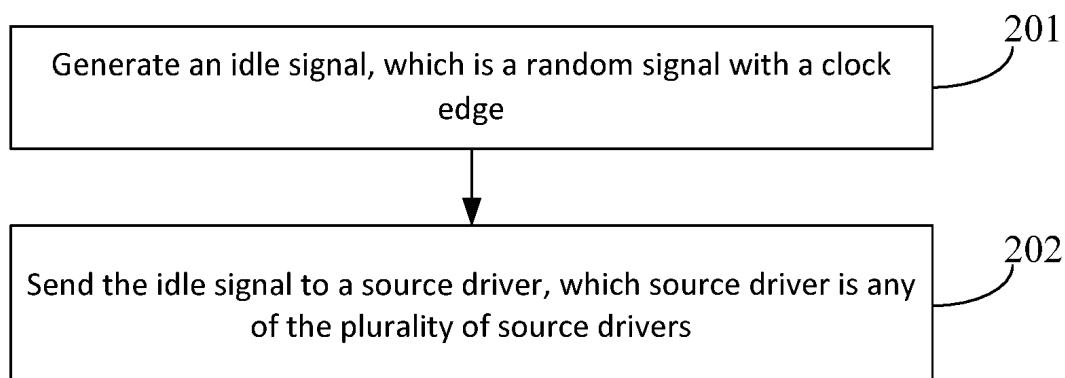 201
Generate an idle signal, which is a random signal with a clock
edge
202
Send the idle signal to a source driver, which source driver is any
of the plurality of source drivers